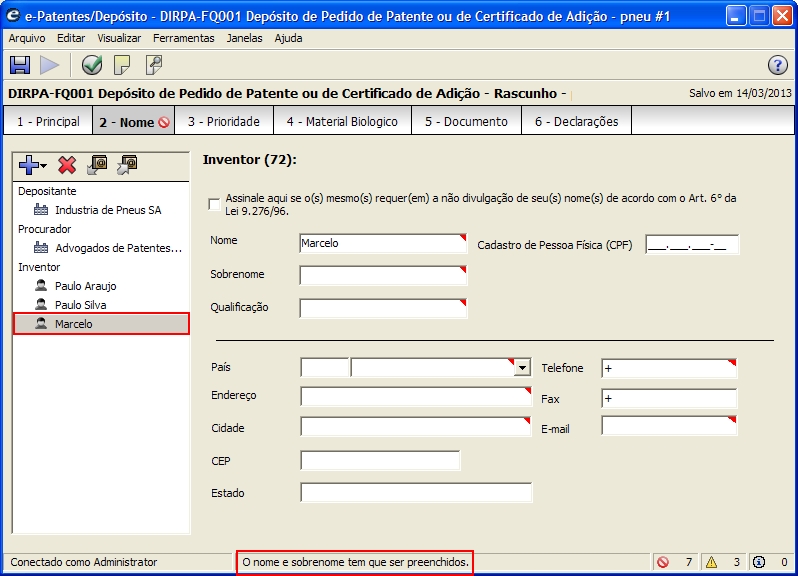 e-Patentes/Depósito - DIRPA-FQ001 Depósito de Pedido de Patente ou de Certificado de Adição - pneu #1
Arquivo Editar Visualizar Ferramentas Janelas Ajuda
DIRPA-FQ001 Depósito de Pedido de Patente ou de Certificado de Adição - Rascunho -
Salvo em 14/03/2013
1 - Principal
2 - Nome
3 - Prioridade
4 - Material Biologico
5 - Documento
6 - Declarações
Depositante
Industria de Pneus SA
Procurador
Advogados de Patentes...
Inventor
Paulo Araujo
Paulo Silva
Marcelo
Inventor (72):
Assinale aqui se o(s) mesmo(s) requer(em) a não divulgação de seu(s) nome(s) de acordo com o Art. 6° da
Lei 9.276/96.
Nome
Marcelo
Cadastro de Pessoa Física (CPF)
___.___.___-__
Sobrenome
Qualificação
País
Telefone
+
Endereço
Fax
+
Cidade
E-mail
CEP
Estado
Conectado como Administrator
O nome e sobrenome tem que ser preenchidos.
7
3
0